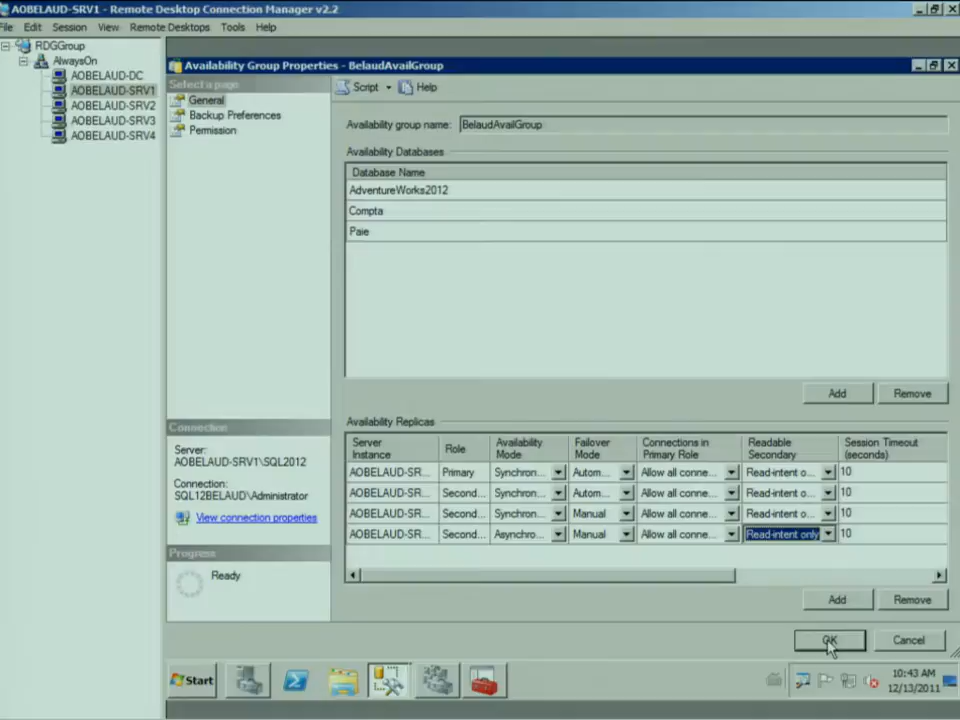 AOBELAUD-SRV1 - Remote Desktop Connection Manager v2.2
File Edit Session View Remote Desktops Tools Help
RDGGroup
AlwaysOn
AOBELAUD-DC
AOBELAUD-SRV1
AOBELAUD-SRV2
AOBELAUD-SRV3
AOBELAUD-SRV4
Availability Group Properties - BelaudAvailGroup
Select a page
General
Backup Preferences
Permission
Script Help
Availability group name: BelaudAvailGroup
Availability Databases
Database Name
AdventureWorks2012
Compta
Paie
Add Remove
Availability Replicas
Server Instance Role Availability Mode Failover Mode Connections in Primary Role Readable Secondary Session Timeout (seconds)
AOBELAUD-SR... Primary Synchron... Autom... Allow all conne... Read-intent o... 10
AOBELAUD-SR... Second... Synchron... Autom... Allow all conne... Read-intent o... 10
AOBELAUD-SR... Second... Synchron... Manual Allow all conne... Read-intent o... 10
AOBELAUD-SR... Second... Asynchro... Manual Allow all conne... Read-intent only 10
Add Remove
Connection
Server:
AOBELAUD-SRV1\SQL2012
Connection:
SQL12BELAUD\Administrator
View connection properties
Progress
Ready
OK Cancel
Start
10:43 AM
12/13/2011